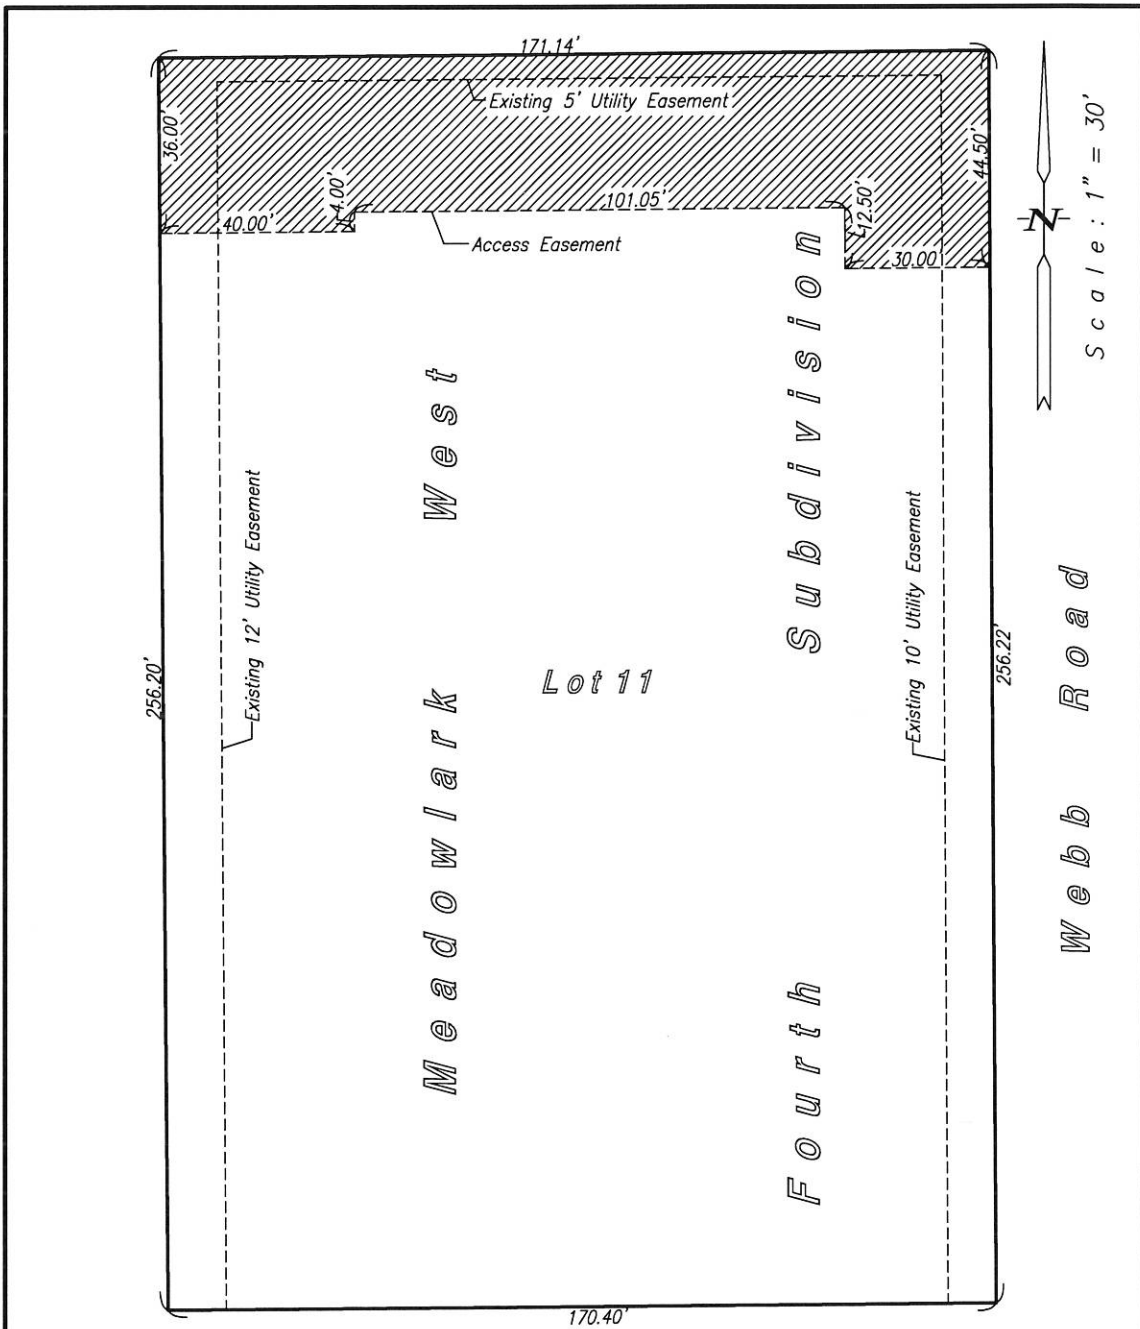 171.14'
Existing 5' Utility Easement
36.00'
44.50'
4.00'
101.05'
12.50'
40.00'
Access Easement
30.00'
N
Scale: 1" = 30'
Meadowlark West
Fourth Subdivision
Existing 12' Utility Easement
Existing 10' Utility Easement
256.20'
Lot 11
256.22'
Webb Road
170.40'